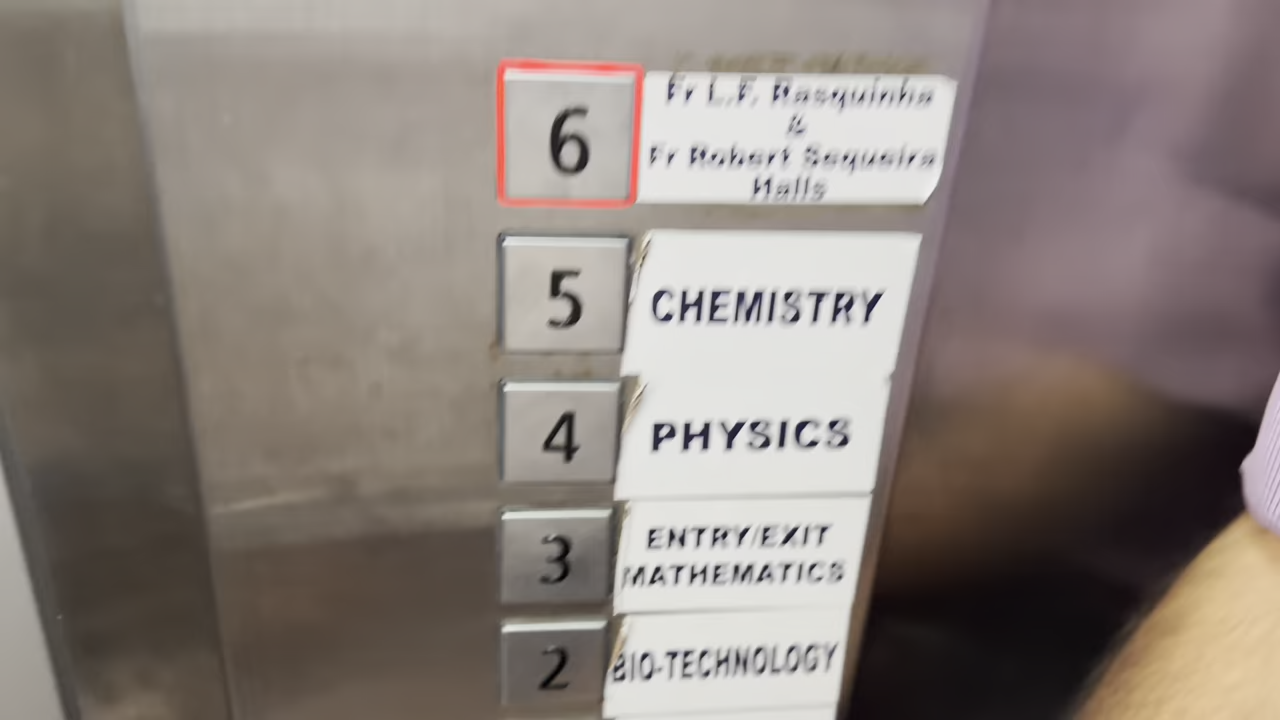 6
Fr L.F. Rasquinha
&
Fr Robert Sequeira
Halls
5
CHEMISTRY
4
PHYSICS
3
ENTRY/EXIT
MATHEMATICS
2
BIO-TECHNOLOGY